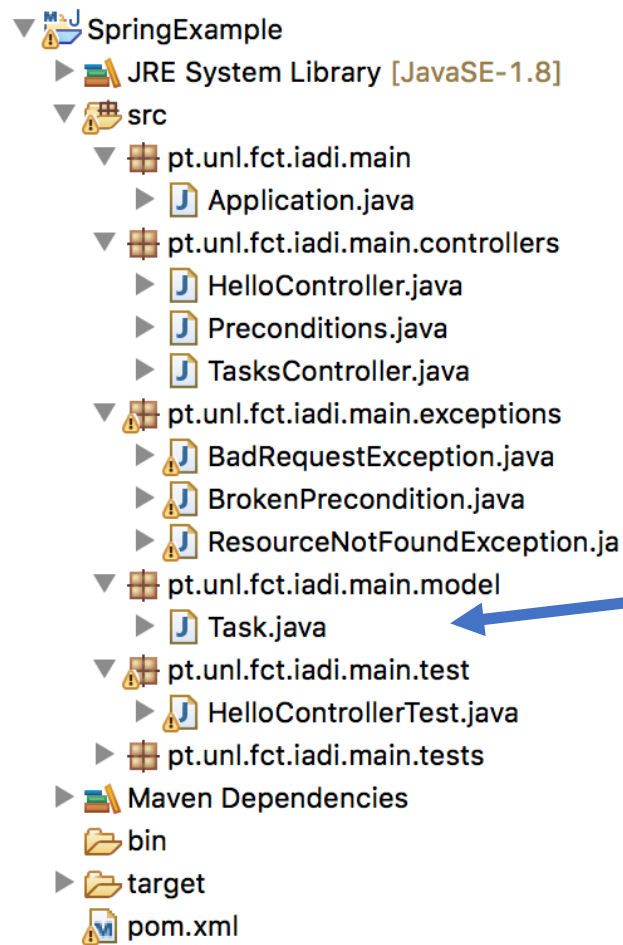 SpringExample
JRE System Library [JavaSE-1.8]
src
pt.unl.fct.iadi.main
Application.java
pt.unl.fct.iadi.main.controllers
HelloController.java
Preconditions.java
TasksController.java
pt.unl.fct.iadi.main.exceptions
BadRequestException.java
BrokenPrecondition.java
ResourceNotFoundException.ja
pt.unl.fct.iadi.main.model
Task.java
pt.unl.fct.iadi.main.test
HelloControllerTest.java
pt.unl.fct.iadi.main.tests
Maven Dependencies
bin
target
pom.xml